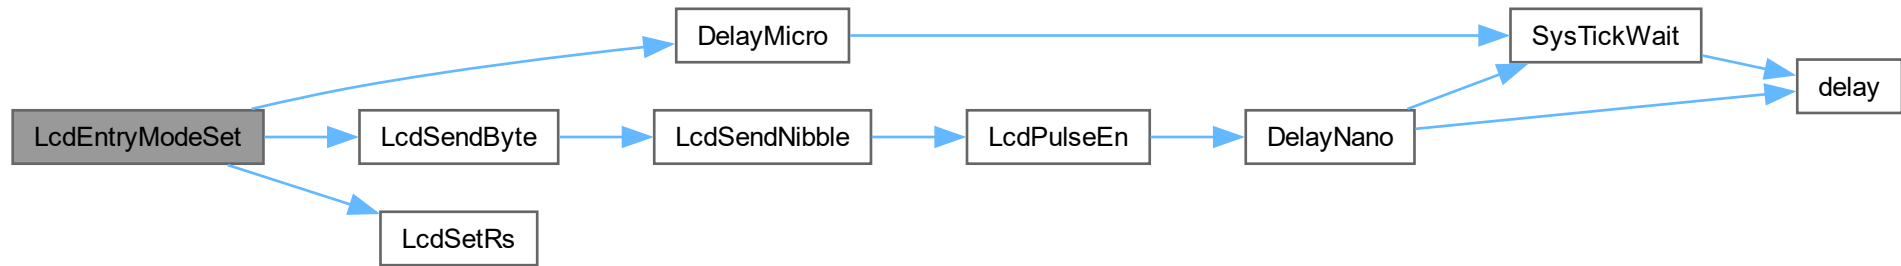 DelayMicro
SysTickWait
delay
LcdEntryModeSet
LcdSendByte
LcdSendNibble
LcdPulseEn
DelayNano
LcdSetRs